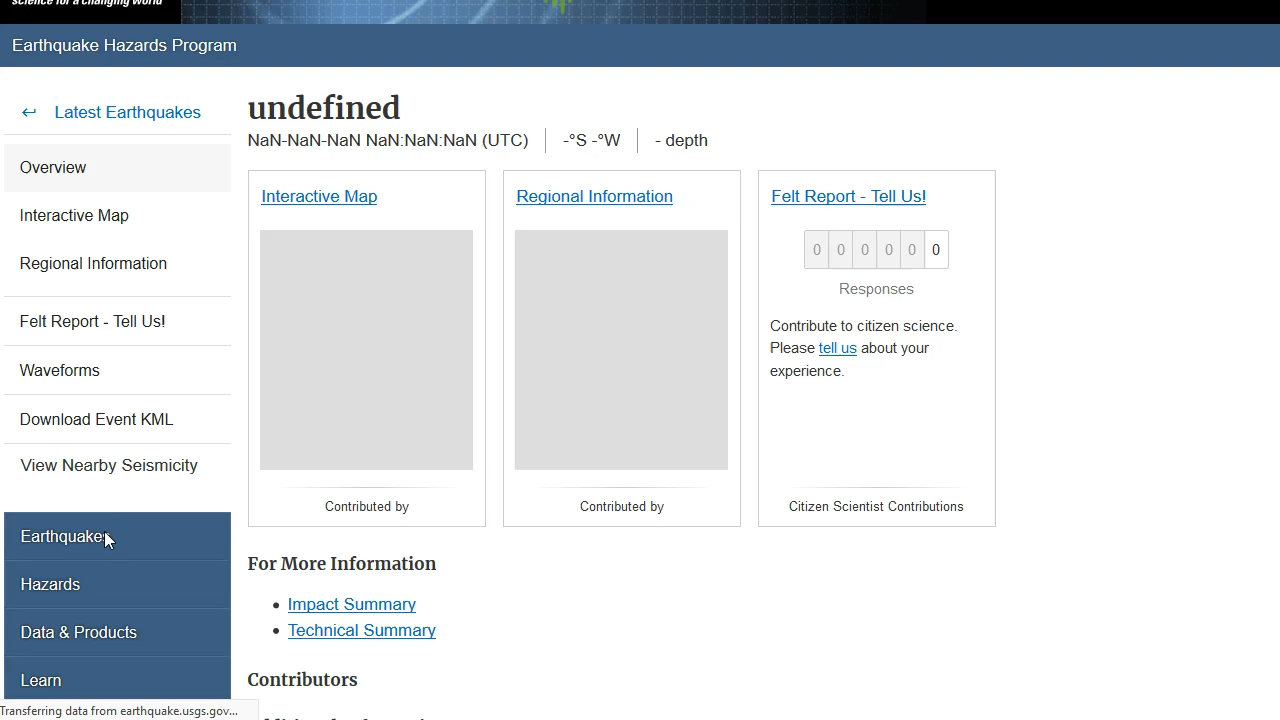 science for a changing world
Earthquake Hazards Program
↩ Latest Earthquakes
Overview
Interactive Map
Regional Information
Felt Report - Tell Us!
Waveforms
Download Event KML
View Nearby Seismicity
Earthquakes
Hazards
Data & Products
Learn
undefined
NaN-NaN-NaN NaN:NaN:NaN (UTC) -°S -°W - depth
Interactive Map
Contributed by
Regional Information
Contributed by
Felt Report - Tell Us!
0 0 0 0 0 0
Responses
Contribute to citizen science.
Please tell us about your
experience.
Citizen Scientist Contributions
For More Information
• Impact Summary
• Technical Summary
Contributors
Transferring data from earthquake.usgs.gov...